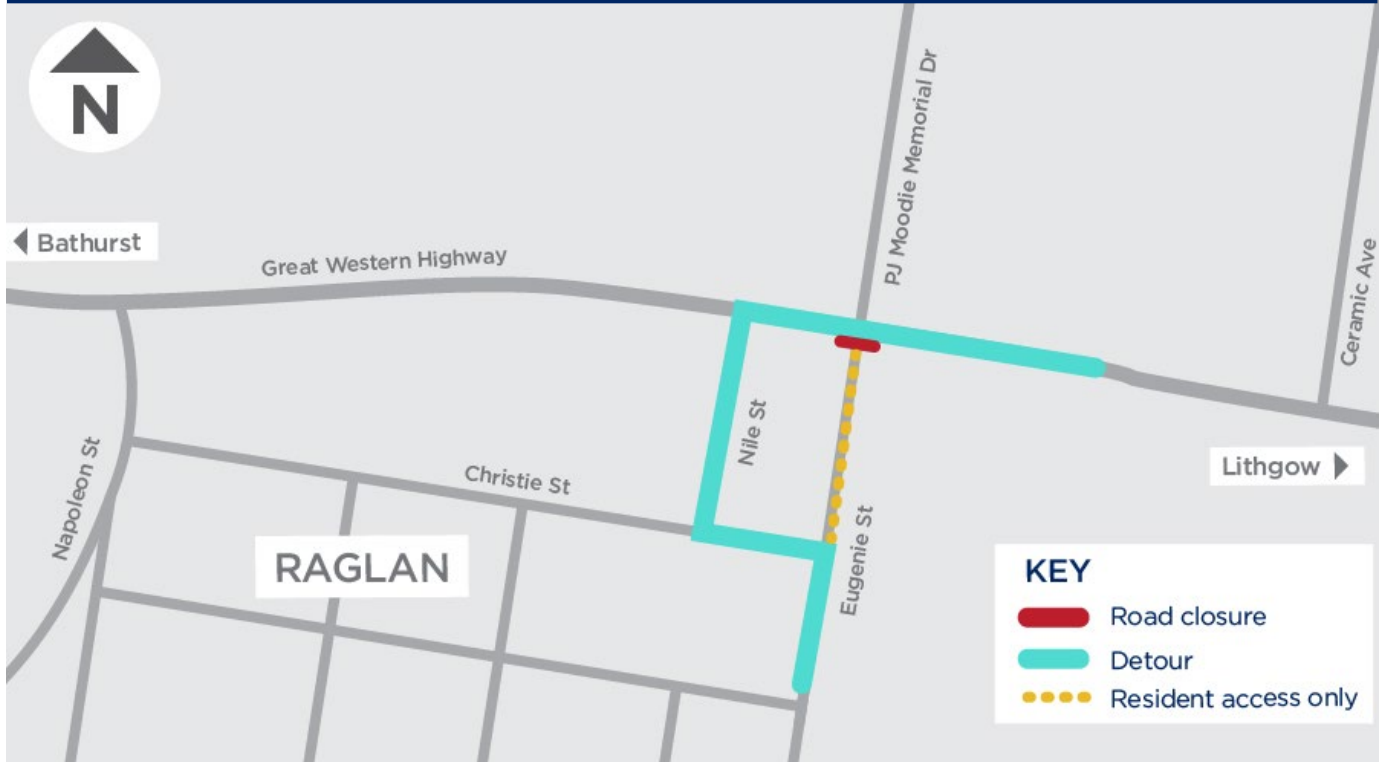 N
PJ Moodie Memorial Dr
Bathurst
Great Western Highway
Ceramic Ave
Nile St
Lithgow
Napoleon St
Christie St
RAGLAN
Eugenie St
KEY
Road closure
Detour
Resident access only